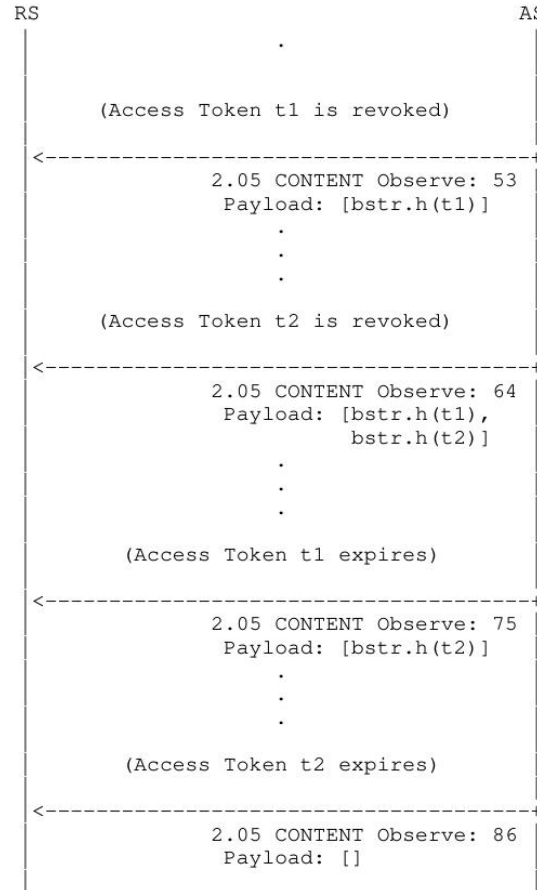 RS AS
.
(Access Token t1 is revoked)
<---------------------------------------+
2.05 CONTENT Observe: 53
Payload: [bstr.h(t1)]
.
.
.
(Access Token t2 is revoked)
<---------------------------------------+
2.05 CONTENT Observe: 64
Payload: [bstr.h(t1),
bstr.h(t2)]
.
.
.
(Access Token t1 expires)
<---------------------------------------+
2.05 CONTENT Observe: 75
Payload: [bstr.h(t2)]
.
.
.
(Access Token t2 expires)
<---------------------------------------+
2.05 CONTENT Observe: 86
Payload: []